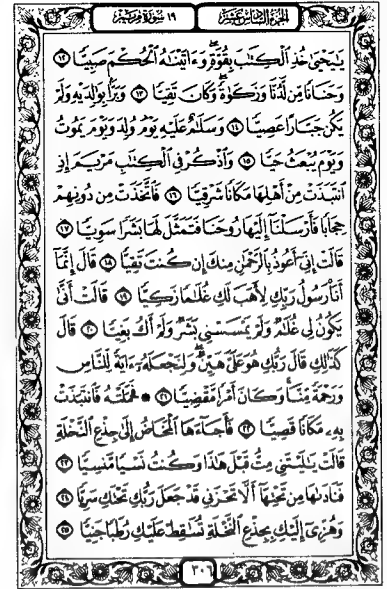 الجزء السادس عشر ١٩ سورة مريم
يَٰيَحْيَىٰ خُذِ ٱلْكِتَٰبَ بِقُوَّةٍۢ ۖ وَءَاتَيْنَٰهُ ٱلْحُكْمَ صَبِيًّۭا ١٢
وَحَنَانًۭا مِّن لَّدُنَّا وَزَكَوٰةًۭ ۖ وَكَانَ تَقِيًّۭا ١٣ وَبَرًّۢا بِوَٰلِدَيْهِ وَلَمْ
يَكُن جَبَّارًا عَصِيًّۭا ١٤ وَسَلَٰمٌ عَلَيْهِ يَوْمَ وُلِدَ وَيَوْمَ يَمُوتُ
وَيَوْمَ يُبْعَثُ حَيًّۭا ١٥ وَٱذْكُرْ فِى ٱلْكِتَٰبِ مَرْيَمَ إِذِ
ٱنتَبَذَتْ مِنْ أَهْلِهَا مَكَانًۭا شَرْقِيًّۭا ١٦ فَٱتَّخَذَتْ مِن دُونِهِمْ
حِجَابًۭا فَأَرْسَلْنَآ إِلَيْهَا رُوحَنَا فَتَمَثَّلَ لَهَا بَشَرًۭا سَوِيًّۭا ١٧
قَالَتْ إِنِّىٓ أَعُوذُ بِٱلرَّحْمَٰنِ مِنكَ إِن كُنتَ تَقِيًّۭا ١٨ قَالَ إِنَّمَآ
أَنَا۠ رَسُولُ رَبِّكِ لِأَهَبَ لَكِ غُلَٰمًۭا زَكِيًّۭا ١٩ قَالَتْ أَنَّىٰ
يَكُونُ لِى غُلَٰمٌۭ وَلَمْ يَمْسَسْنِى بَشَرٌۭ وَلَمْ أَكُ بَغِيًّۭا ٢٠ قَالَ
كَذَٰلِكِ قَالَ رَبُّكِ هُوَ عَلَىَّ هَيِّنٌۭ ۖ وَلِنَجْعَلَهُۥٓ ءَايَةًۭ لِّلنَّاسِ
وَرَحْمَةًۭ مِّنَّا ۚ وَكَانَ أَمْرًۭا مَّقْضِيًّۭا ٢١ ۞ فَحَمَلَتْهُ فَٱنتَبَذَتْ
بِهِۦ مَكَانًۭا قَصِيًّۭا ٢٢ فَأَجَآءَهَا ٱلْمَخَاضُ إِلَىٰ جِذْعِ ٱلنَّخْلَةِ
قَالَتْ يَٰلَيْتَنِى مِتُّ قَبْلَ هَٰذَا وَكُنتُ نَسْيًۭا مَّنسِيًّۭا ٢٣
فَنَادَىٰهَا مِن تَحْتِهَآ أَلَّا تَحْزَنِى قَدْ جَعَلَ رَبُّكِ تَحْتَكِ سَرِيًّۭا ٢٤
وَهُزِّىٓ إِلَيْكِ بِجِذْعِ ٱلنَّخْلَةِ تُسَٰقِطْ عَلَيْكِ رُطَبًۭا جَنِيًّۭا ٢٥
٣٠٦